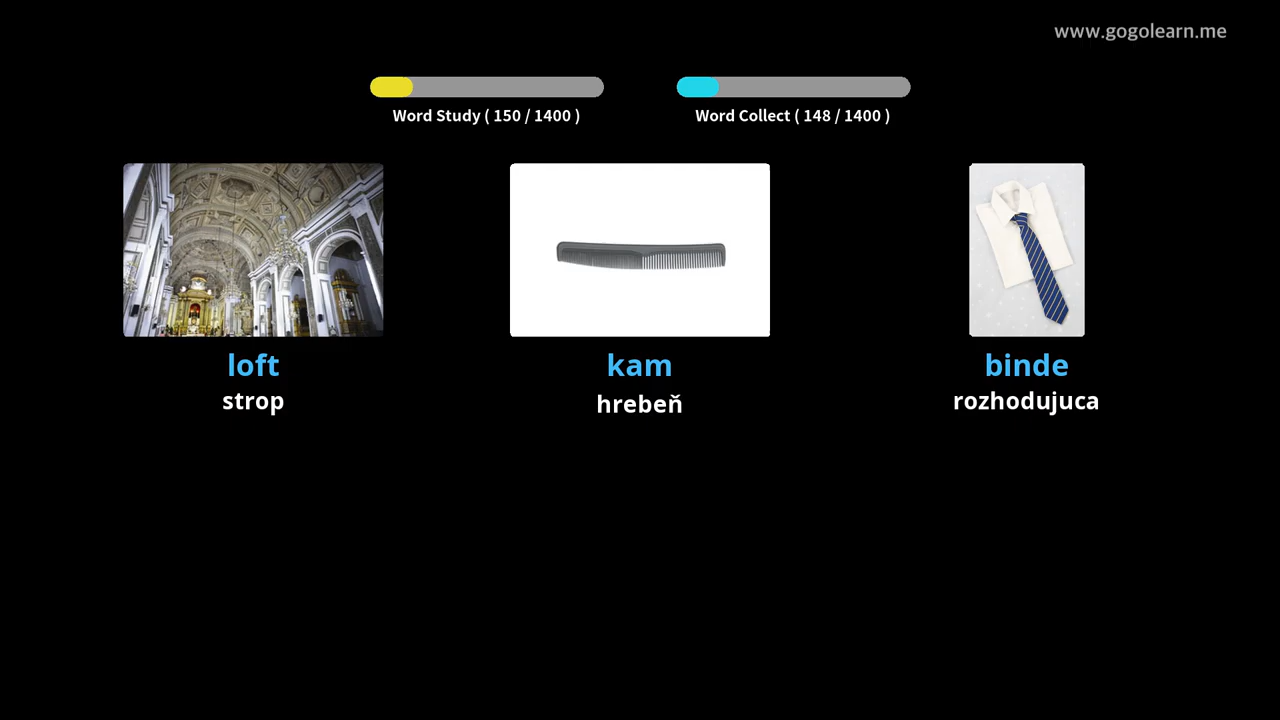 www.gogolearn.me
Word Study ( 150 / 1400 )
Word Collect ( 148 / 1400 )
loft
kam
binde
strop
hrebeň
rozhodujuca